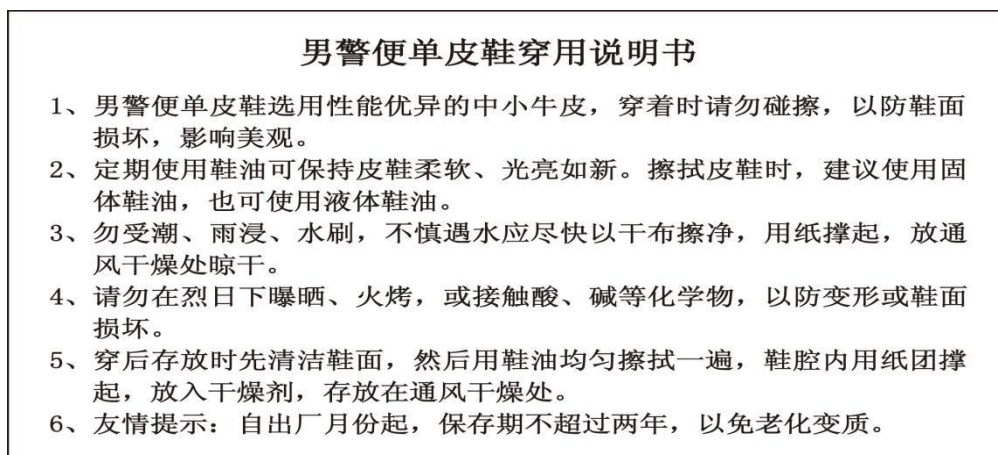 男警便单皮鞋穿用说明书
1、男警便单皮鞋选用性能优异的中小牛皮，穿着时请勿碰擦，以防鞋面
损坏，影响美观。
2、定期使用鞋油可保持皮鞋柔软、光亮如新。擦拭皮鞋时，建议使用固
体鞋油，也可使用液体鞋油。
3、勿受潮、雨浸、水刷，不慎遇水应尽快以干布擦净，用纸撑起，放通
风干燥处晾干。
4、请勿在烈日下曝晒、火烤，或接触酸、碱等化学物，以防变形或鞋面
损坏。
5、穿后存放时先清洁鞋面，然后用鞋油均匀擦拭一遍，鞋腔内用纸团撑
起，放入干燥剂，存放在通风干燥处。
6、友情提示：自出厂月份起，保存期不超过两年，以免老化变质。